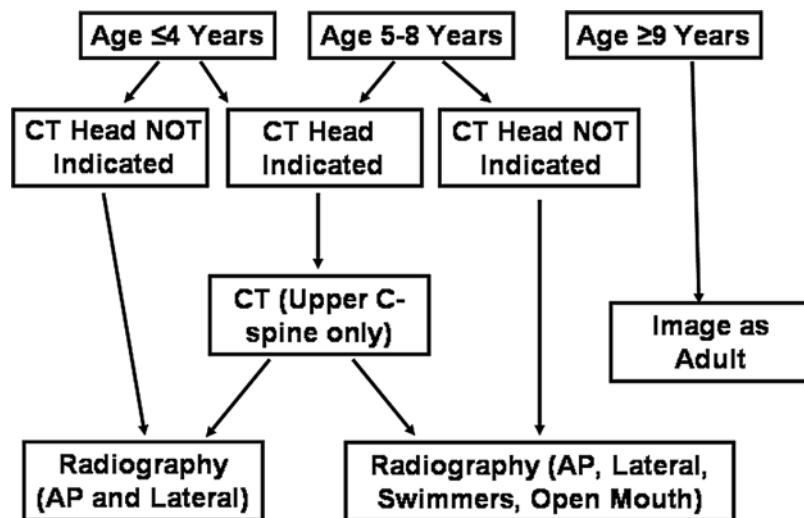 Age ≤4 Years
Age 5-8 Years
Age ≥9 Years
CT Head NOT
Indicated
CT Head
Indicated
CT Head NOT
Indicated
CT (Upper C-
spine only)
Image as
Adult
Radiography
(AP and Lateral)
Radiography (AP, Lateral,
Swimmers, Open Mouth)